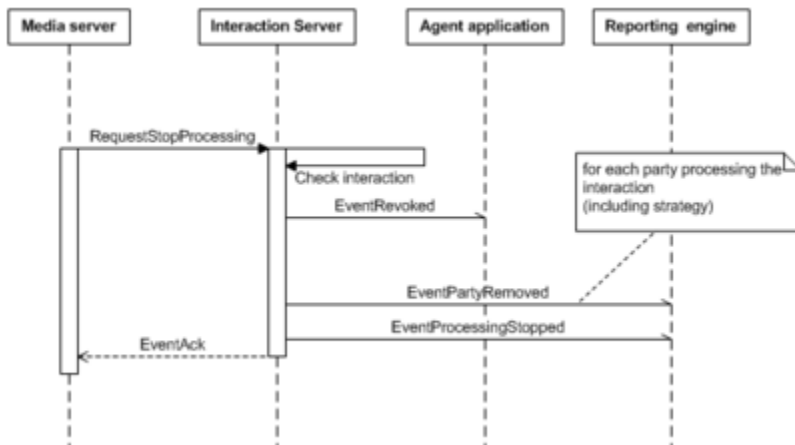 Media server
Interaction Server
Agent application
Reporting engine
RequestStopProcessing
Check interaction
for each party processing the
interaction
(including strategy)
EventRevoked
EventPartyRemoved
EventProcessingStopped
EventAck